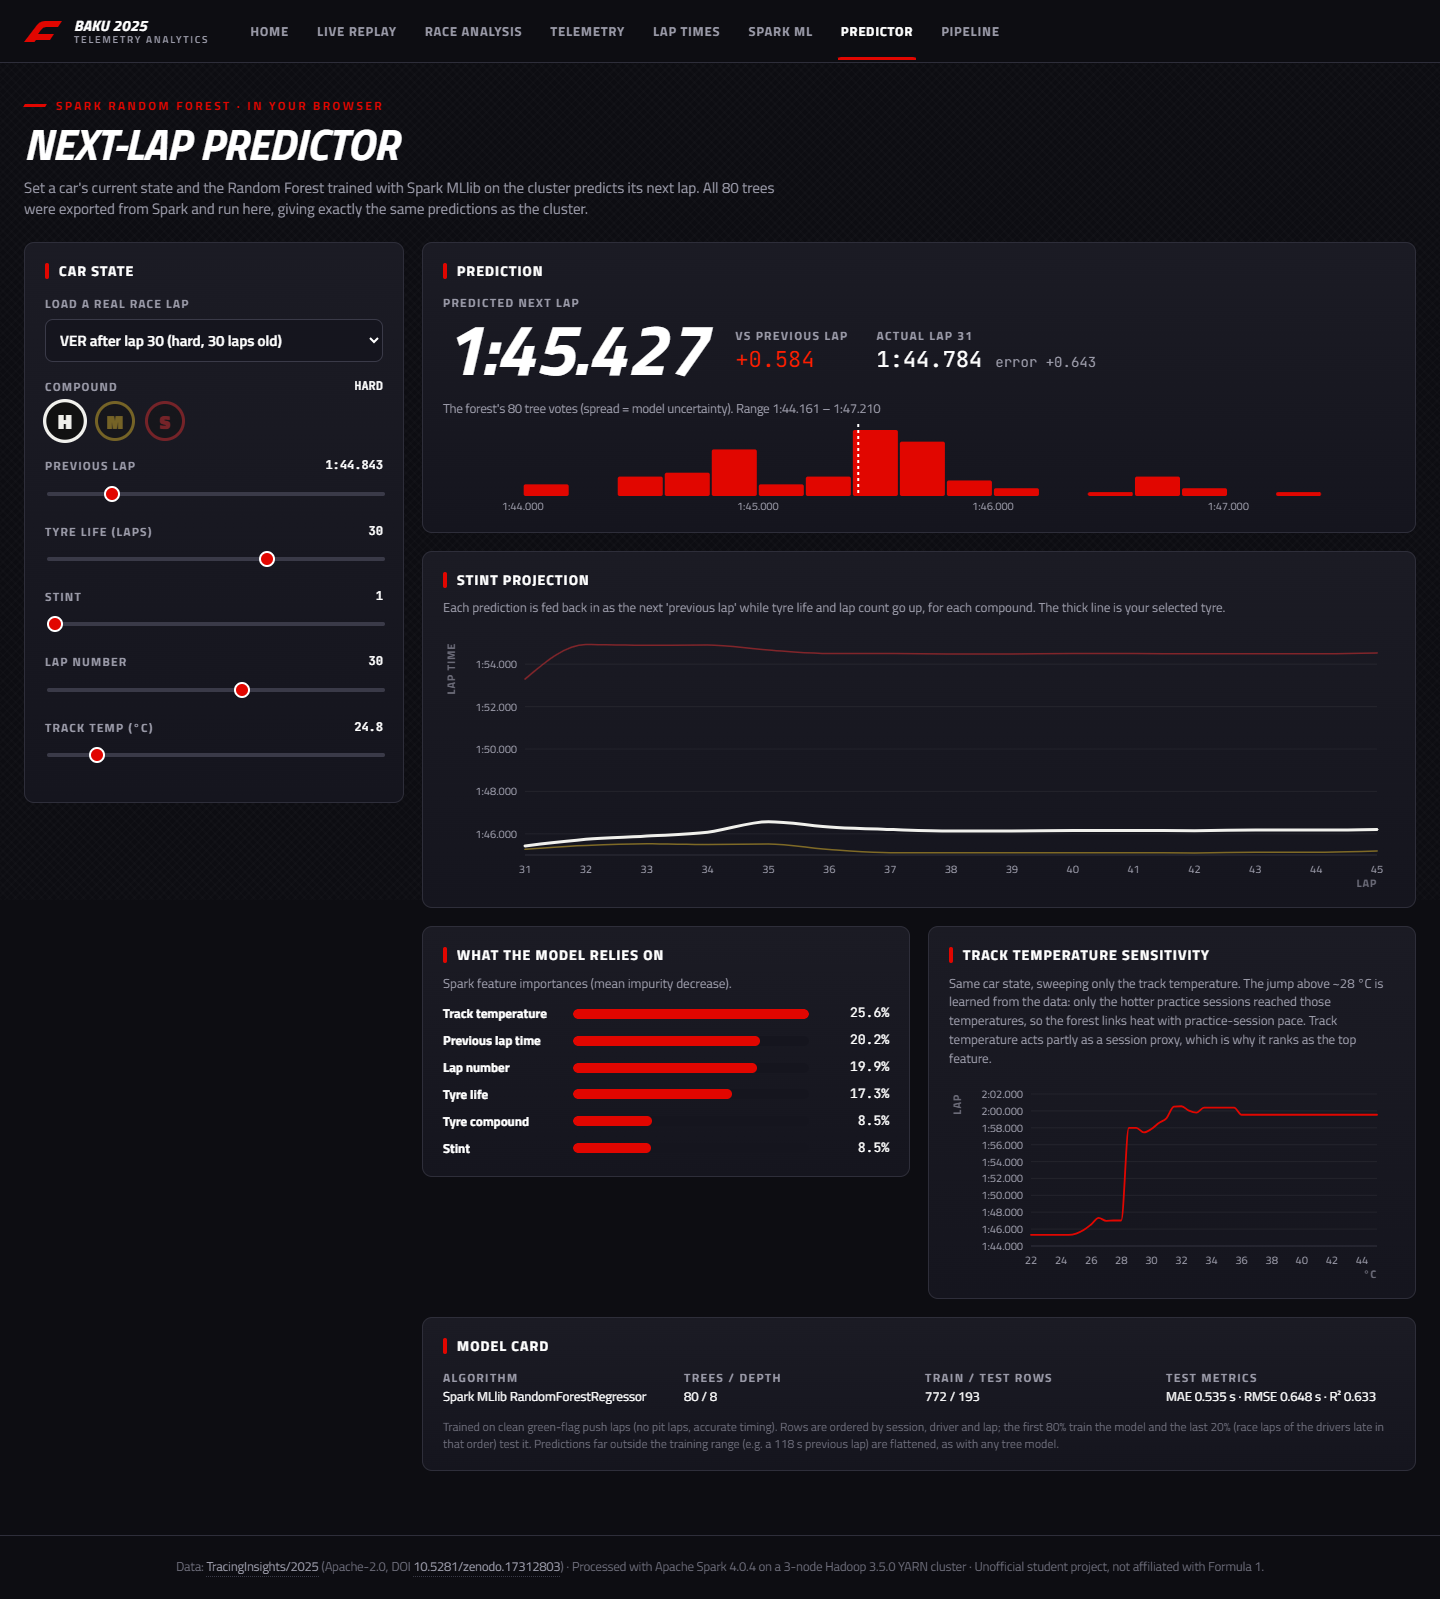 BAKU 2025
TELEMETRY ANALYTICS
HOME
LIVE REPLAY
RACE ANALYSIS
TELEMETRY
LAP TIMES
SPARK ML
PREDICTOR
PIPELINE
SPARK RANDOM FOREST · IN YOUR BROWSER
NEXT-LAP PREDICTOR
Set a car's current state and the Random Forest trained with Spark MLlib on the cluster predicts its next lap. All 80 trees
were exported from Spark and run here, giving exactly the same predictions as the cluster.
CAR STATE
LOAD A REAL RACE LAP
VER after lap 30 (hard, 30 laps old)
COMPOUND HARD
H M S
PREVIOUS LAP 1:44.843
TYRE LIFE (LAPS) 30
STINT 1
LAP NUMBER 30
TRACK TEMP (°C) 24.8
PREDICTION
PREDICTED NEXT LAP
1:45.427
VS PREVIOUS LAP
+0.584
ACTUAL LAP 31
1:44.784 error +0.643
The forest's 80 tree votes (spread = model uncertainty). Range 1:44.161 – 1:47.210
1:44.000 1:45.000 1:46.000 1:47.000
STINT PROJECTION
Each prediction is fed back in as the next 'previous lap' while tyre life and lap count go up, for each compound. The thick line is your selected tyre.
LAP TIME
1:54.000
1:52.000
1:50.000
1:48.000
1:46.000
31 32 33 34 35 36 37 38 39 40 41 42 43 44 45
LAP
WHAT THE MODEL RELIES ON
Spark feature importances (mean impurity decrease).
Track temperature 25.6%
Previous lap time 20.2%
Lap number 19.9%
Tyre life 17.3%
Tyre compound 8.5%
Stint 8.5%
TRACK TEMPERATURE SENSITIVITY
Same car state, sweeping only the track temperature. The jump above ~28 °C is
learned from the data: only the hotter practice sessions reached those
temperatures, so the forest links heat with practice-session pace. Track
temperature acts partly as a session proxy, which is why it ranks as the top
feature.
LAP
2:02.000
2:00.000
1:58.000
1:56.000
1:54.000
1:52.000
1:50.000
1:48.000
1:46.000
1:44.000
22 24 26 28 30 32 34 36 38 40 42 44
°C
MODEL CARD
ALGORITHM
Spark MLlib RandomForestRegressor
TREES / DEPTH
80 / 8
TRAIN / TEST ROWS
772 / 193
TEST METRICS
MAE 0.535 s · RMSE 0.648 s · R² 0.633
Trained on clean green-flag push laps (no pit laps, accurate timing). Rows are ordered by session, driver and lap; the first 80% train the model and the last 20% (race laps of the drivers late in
that order) test it. Predictions far outside the training range (e.g. a 118 s previous lap) are flattened, as with any tree model.
Data: TracingInsights/2025 (Apache-2.0, DOI 10.5281/zenodo.17312803) · Processed with Apache Spark 4.0.4 on a 3-node Hadoop 3.5.0 YARN cluster · Unofficial student project, not affiliated with Formula 1.